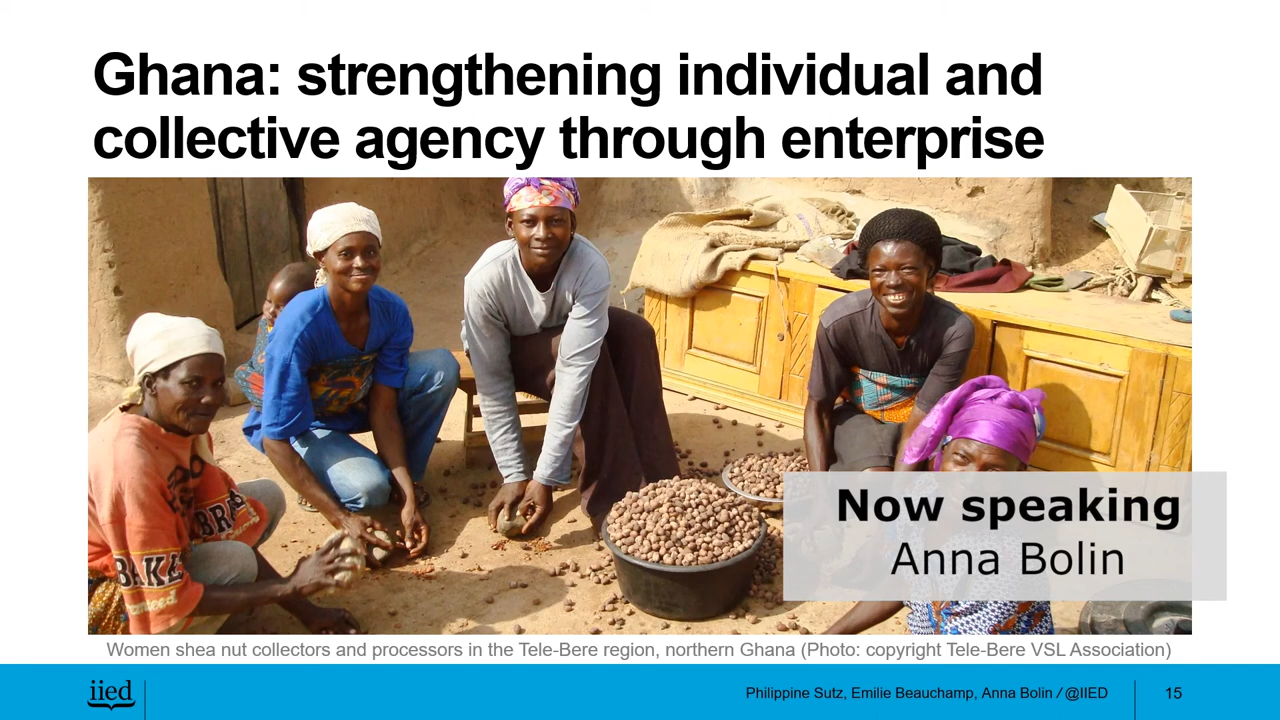 Ghana: strengthening individual and
collective agency through enterprise
BAKE
Now speaking
Anna Bolin
Women shea nut collectors and processors in the Tele-Bere region, northern Ghana (Photo: copyright Tele-Bere VSL Association)
iied
Philippine Sutz, Emilie Beauchamp, Anna Bolin / @IIED
15